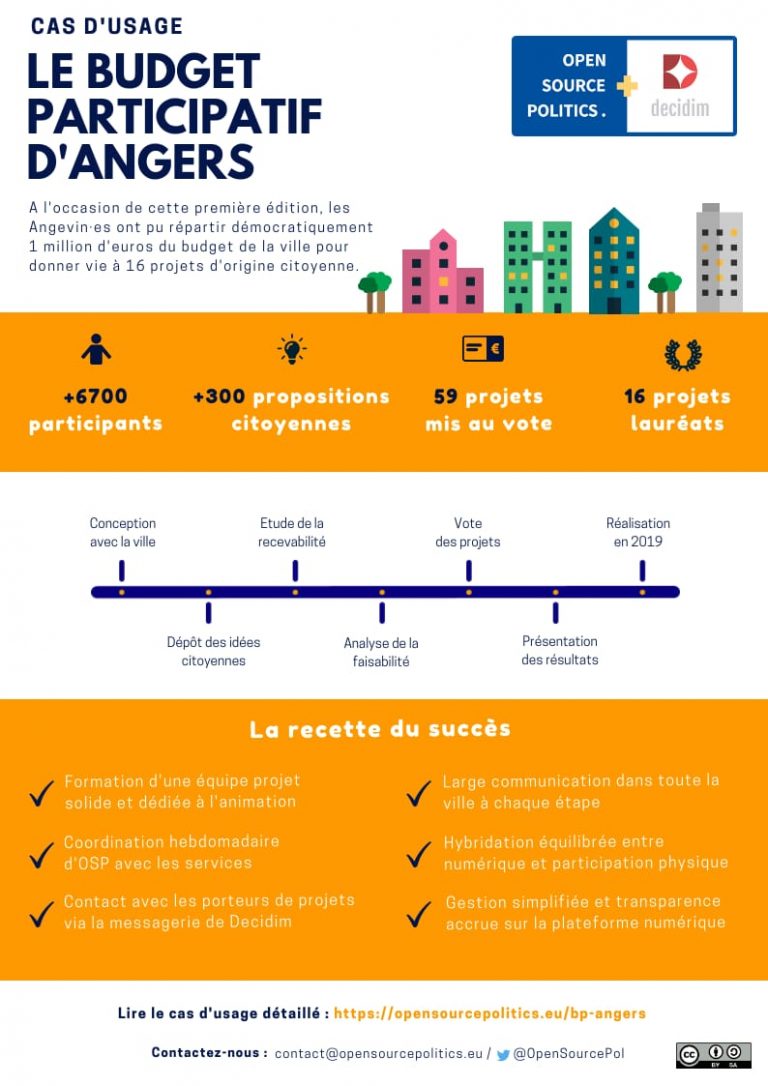 CAS D'USAGE
LE BUDGET
PARTICIPATIF
D'ANGERS
OPEN
SOURCE
POLITICS .
decidim
A l'occasion de cette première édition, les
Angevin·es ont pu répartir démocratiquement
1 million d'euros du budget de la ville pour
donner vie à 16 projets d'origine citoyenne.
+6700
participants
+300 propositions
citoyennes
€
59 projets
mis au vote
16 projets
lauréats
Conception
avec la ville
Etude de la
recevabilité
Vote
des projets
Réalisation
en 2019
Dépôt des idées
citoyennes
Analyse de la
faisabilité
Présentation
des résultats
La recette du succès
Formation d'une équipe projet
solide et dédiée à l'animation
Coordination hebdomadaire
d'OSP avec les services
Contact avec les porteurs de projets
via la messagerie de Decidim
Large communication dans toute la
ville à chaque étape
Hybridation équilibrée entre
numérique et participation physique
Gestion simplifiée et transparence
accrue sur la plateforme numérique
Lire le cas d'usage détaillé : https://opensourcepolitics.eu/bp-angers
Contactez-nous : contact@opensourcepolitics.eu / @OpenSourcePol
cc
BY SA